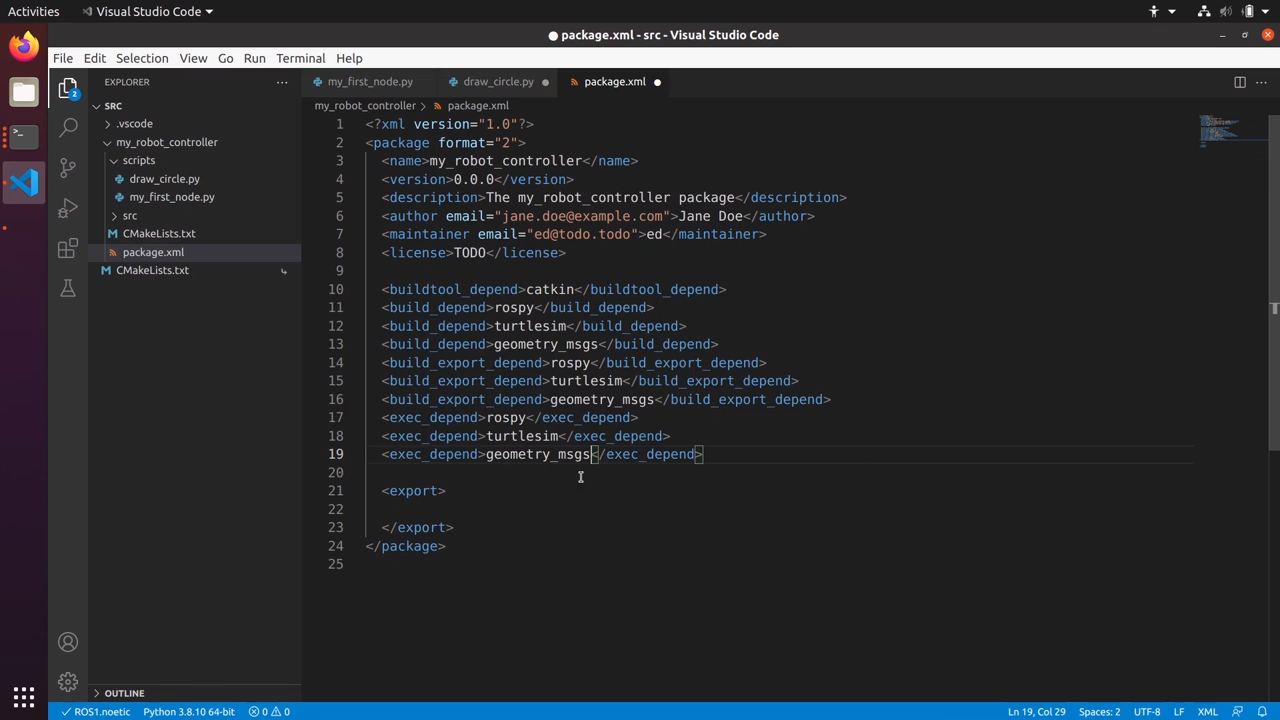 Activities
Visual Studio Code
package.xml - src - Visual Studio Code
File Edit Selection View Go Run Terminal Help
EXPLORER
my_first_node.py
draw_circle.py
package.xml
SRC
.vscode
my_robot_controller
scripts
draw_circle.py
my_first_node.py
src
CMakeLists.txt
package.xml
CMakeLists.txt
2
OUTLINE
my_robot_controller > package.xml
1 <?xml version="1.0"?>
2 <package format="2">
3 <name>my_robot_controller</name>
4 <version>0.0.0</version>
5 <description>The my_robot_controller package</description>
6 <author email="jane.doe@example.com">Jane Doe</author>
7 <maintainer email="ed@todo.todo">ed</maintainer>
8 <license>TODO</license>
9
10 <buildtool_depend>catkin</buildtool_depend>
11 <build_depend>rospy</build_depend>
12 <build_depend>turtlesim</build_depend>
13 <build_depend>geometry_msgs</build_depend>
14 <build_export_depend>rospy</build_export_depend>
15 <build_export_depend>turtlesim</build_export_depend>
16 <build_export_depend>geometry_msgs</build_export_depend>
17 <exec_depend>rospy</exec_depend>
18 <exec_depend>turtlesim</exec_depend>
19 <exec_depend>geometry_msgs</exec_depend>
20
21 <export>
22
23 </export>
24 </package>
25
ROS1.noetic Python 3.8.10 64-bit 0 0 Ln 19, Col 29 Spaces: 2 UTF-8 LF XML